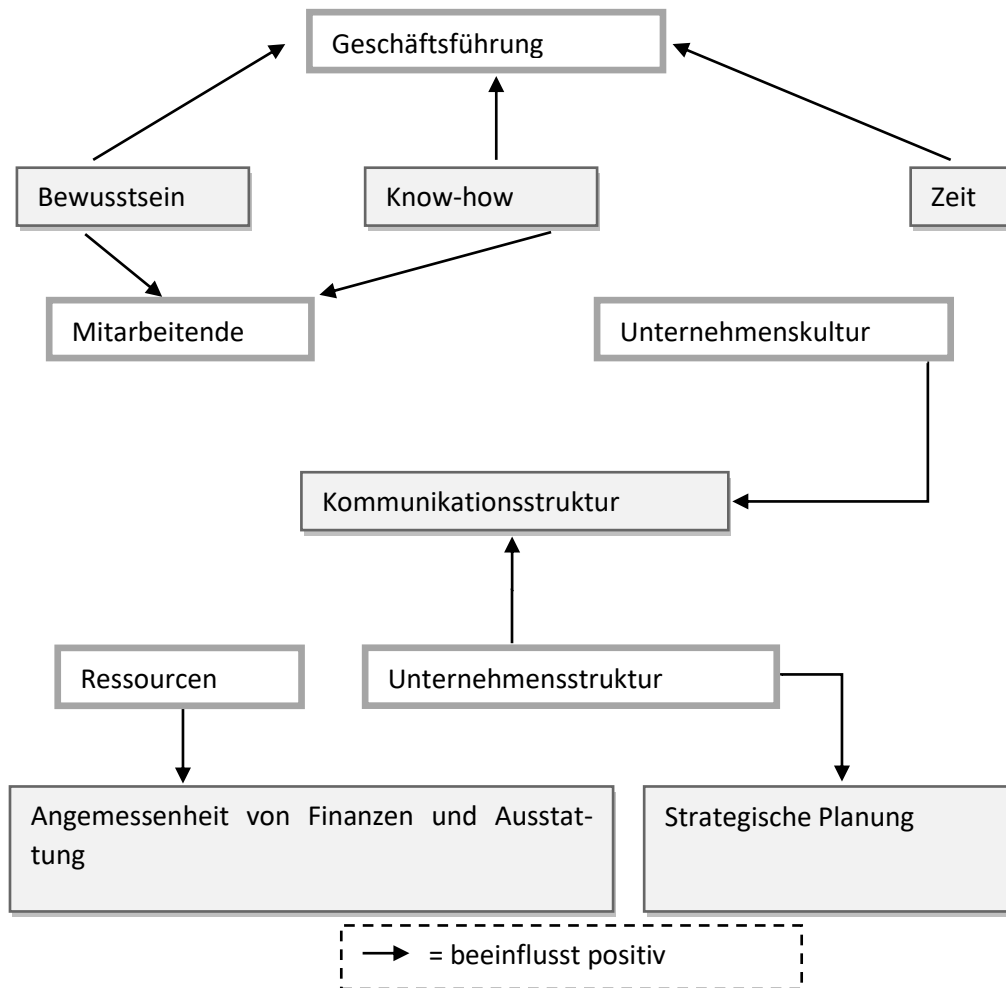 Geschäftsführung
Bewusstsein
Know-how
Zeit
Mitarbeitende
Unternehmenskultur
Kommunikationsstruktur
Ressourcen
Unternehmensstruktur
Angemessenheit von Finanzen und Ausstat-
tung
Strategische Planung
= beeinflusst positiv